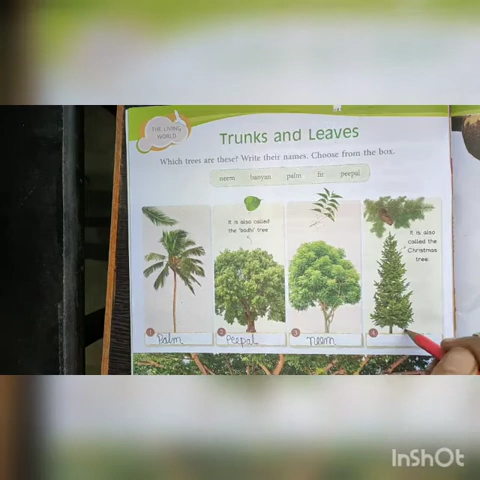 THE LIVING
WORLD
Trunks and Leaves
Which trees are these? Write their names. Choose from the box.
neem banyan palm fir peepal
It is also called
the 'bodhi' tree
It is also
called the
Christmas
tree.
1 Palm
2 Peepal
3 Neem
4
InShOt